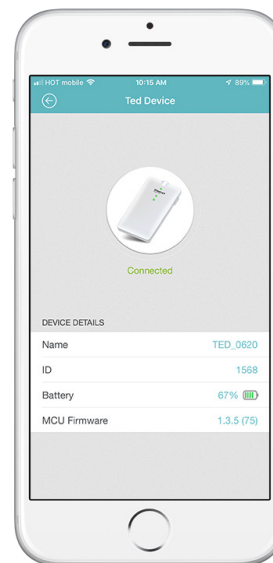 HOT mobile 10:15 AM 89%
Ted Device
Connected
DEVICE DETAILS
Name TED_0620
ID 1568
Battery 67%
MCU Firmware 1.3.5 (75)